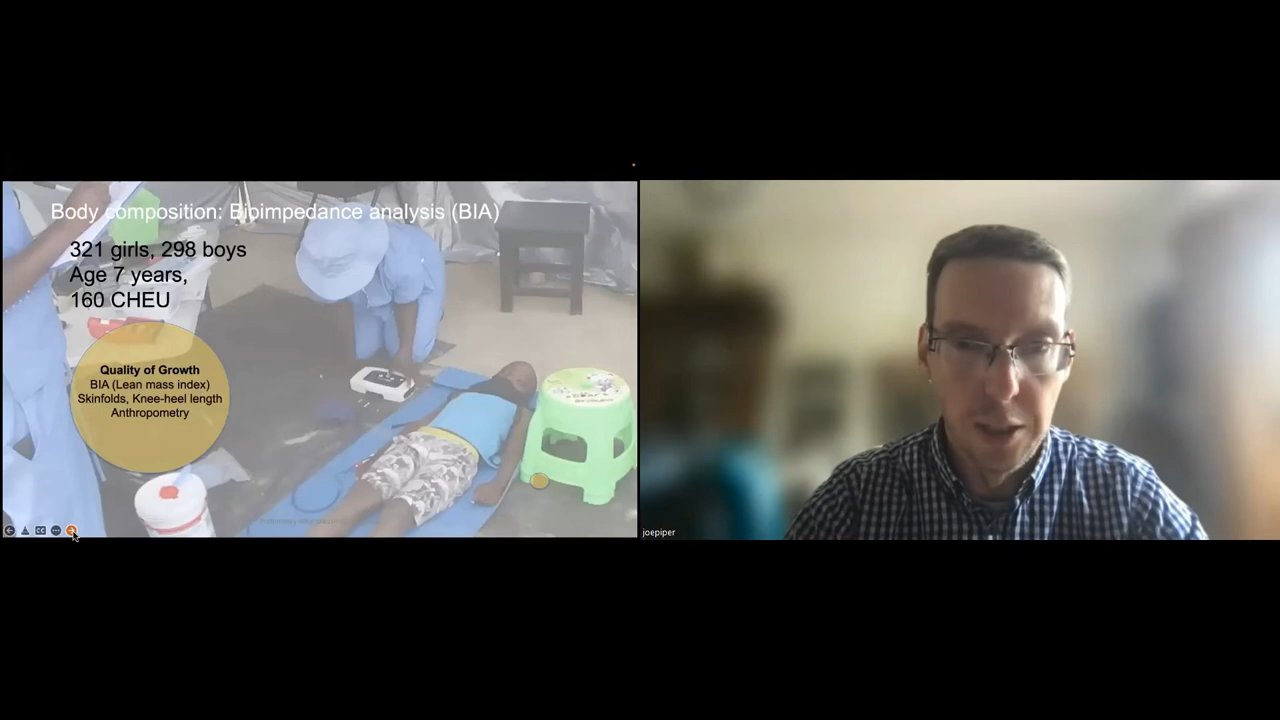 Body composition: Bioimpedance analysis (BIA)
321 girls, 298 boys
Age 7 years,
160 CHEU
Quality of Growth
BIA (Lean mass index)
Skinfolds, Knee-heel length
Anthropometry
joepiper